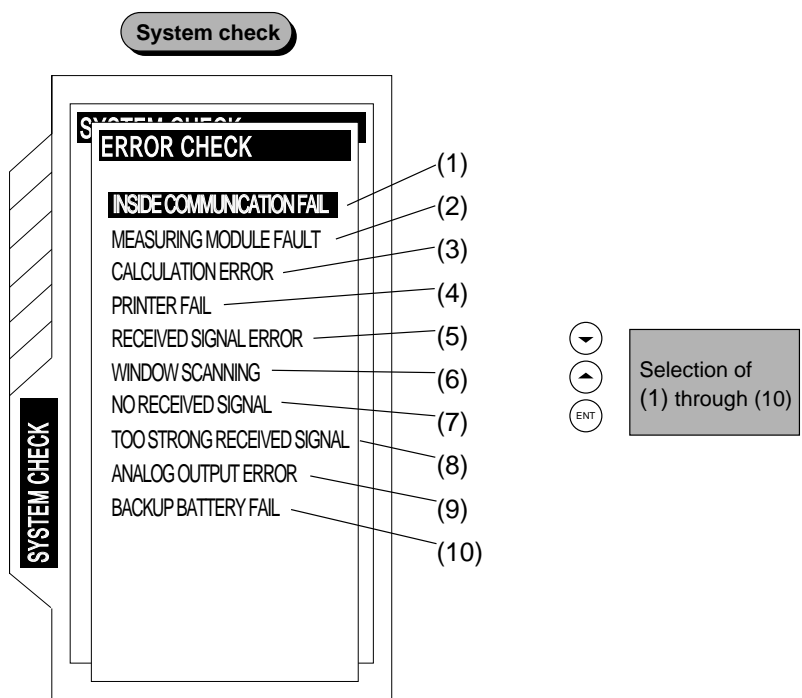 System check
SYSTEM CHECK
ERROR CHECK
INSIDE COMMUNICATION FAIL
(1)
MEASURING MODULE FAULT
(2)
CALCULATION ERROR
(3)
PRINTER FAIL
(4)
RECEIVED SIGNAL ERROR
(5)
WINDOW SCANNING
(6)
NO RECEIVED SIGNAL
(7)
TOO STRONG RECEIVED SIGNAL
(8)
ANALOG OUTPUT ERROR
(9)
BACKUP BATTERY FAIL
(10)
SYSTEM CHECK
ENT
Selection of
(1) through (10)